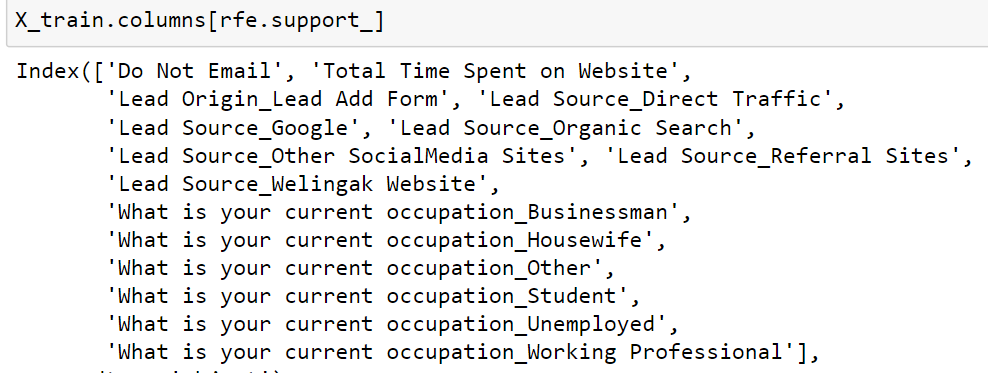 X_train.columns[rfe.support_]
Index(['Do Not Email', 'Total Time Spent on Website',
'Lead Origin_Lead Add Form', 'Lead Source_Direct Traffic',
'Lead Source_Google', 'Lead Source_Organic Search',
'Lead Source_Other SocialMedia Sites', 'Lead Source_Referral Sites',
'Lead Source_Welingak Website',
'What is your current occupation_Businessman',
'What is your current occupation_Housewife',
'What is your current occupation_Other',
'What is your current occupation_Student',
'What is your current occupation_Unemployed',
'What is your current occupation_Working Professional'],